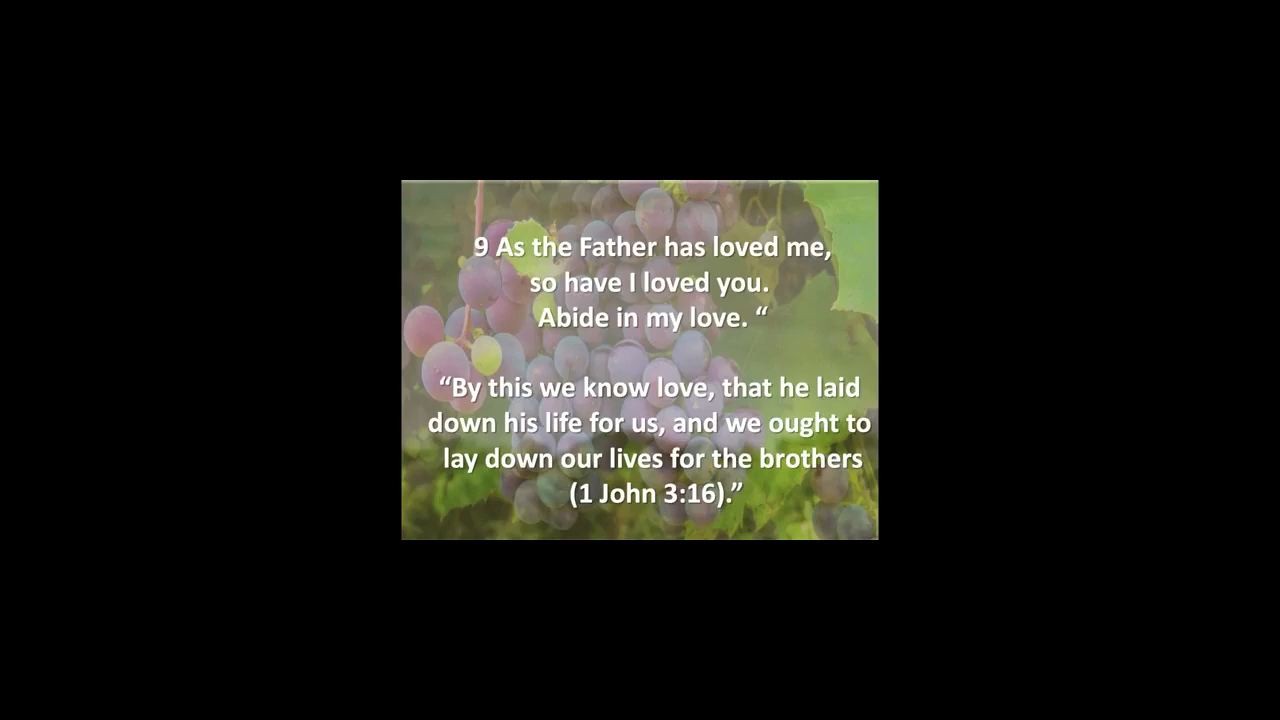 9 As the Father has loved me,
so have I loved you.
Abide in my love. “
“By this we know love, that he laid
down his life for us, and we ought to
lay down our lives for the brothers
(1 John 3:16).”